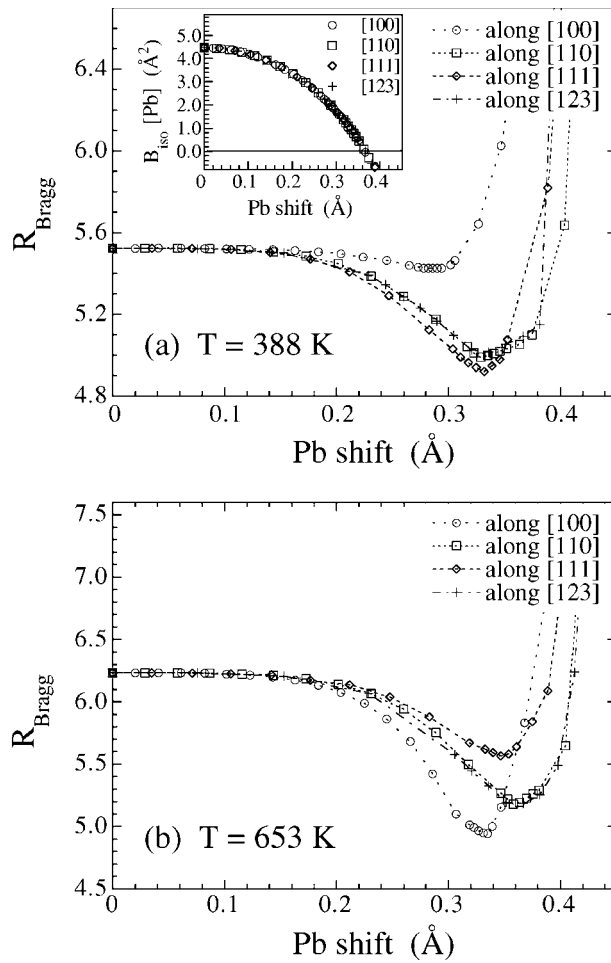 6.6
6.0
5.4
5.0
4.8
R_Bragg
5.0
4.0
3.0
2.0
1.0
0.0
B_iso [Pb] (Å²)
[100]
[110]
[111]
[123]
0 0.1 0.2 0.3 0.4
Pb shift (Å)
along [100]
along [110]
along [111]
along [123]
(a) T = 388 K
0 0.1 0.2 0.3 0.4
Pb shift (Å)
7.5
7.0
6.5
6.0
5.5
5.0
4.5
R_Bragg
along [100]
along [110]
along [111]
along [123]
(b) T = 653 K
0 0.1 0.2 0.3 0.4
Pb shift (Å)